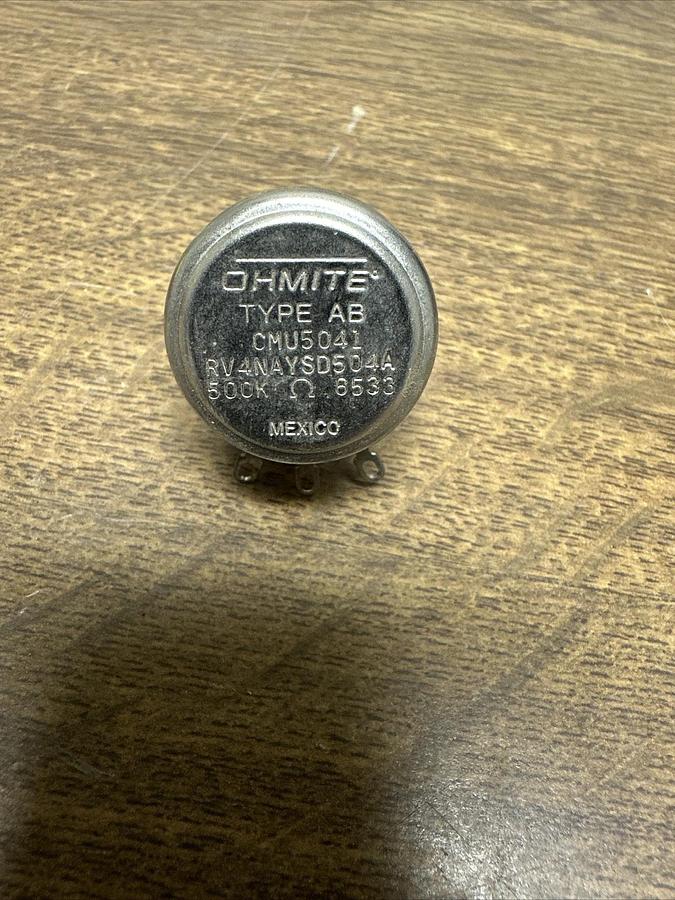 OHMITE®
TYPE AB
CMU5041
RV4NAYSD504A
500K Ω 8533
MEXICO